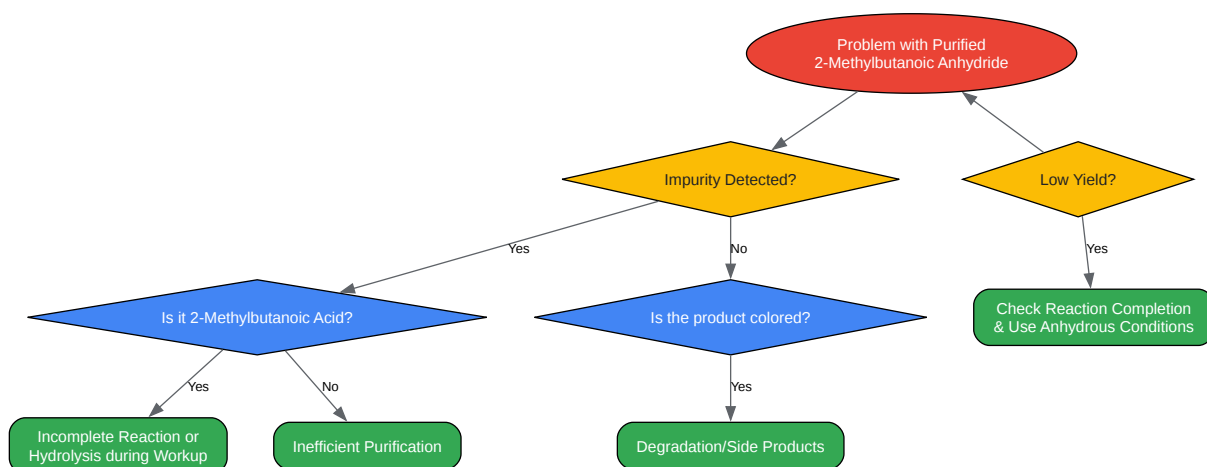 Problem with Purified
2-Methylbutanoic Anhydride
Impurity Detected?
Low Yield?
Yes
No
Yes
Is it 2-Methylbutanoic Acid?
Is the product colored?
Check Reaction Completion
& Use Anhydrous Conditions
Yes
No
Yes
Incomplete Reaction or
Hydrolysis during Workup
Inefficient Purification
Degradation/Side Products